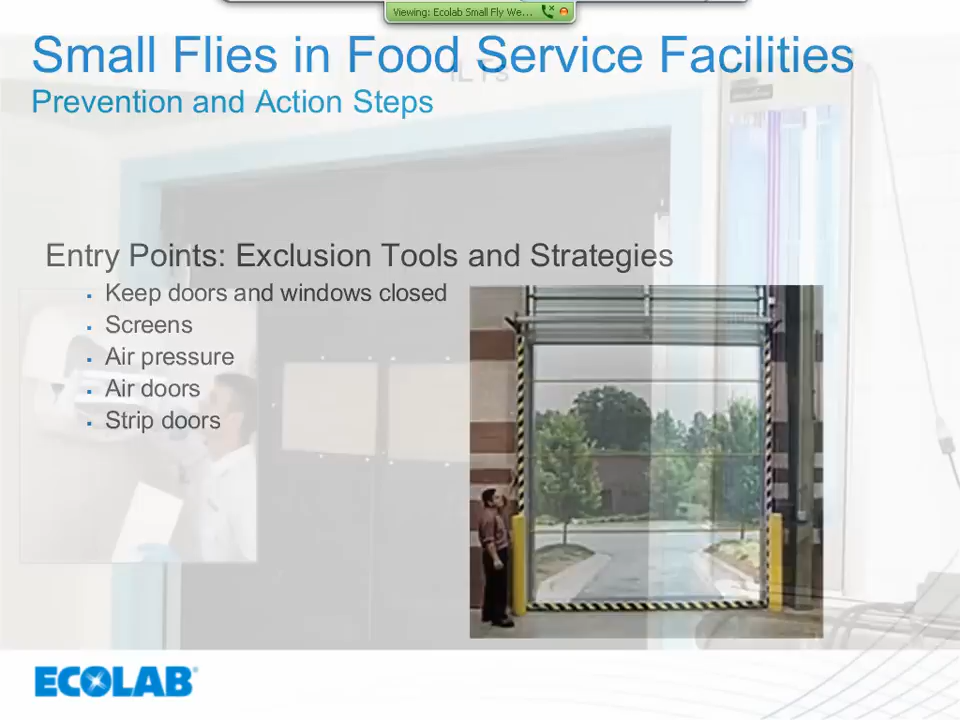 Viewing: Ecolab Small Fly We...
Small Flies in Food Service Facilities
Prevention and Action Steps
Entry Points: Exclusion Tools and Strategies
▪ Keep doors and windows closed
▪ Screens
▪ Air pressure
▪ Air doors
▪ Strip doors
ECOLAB®